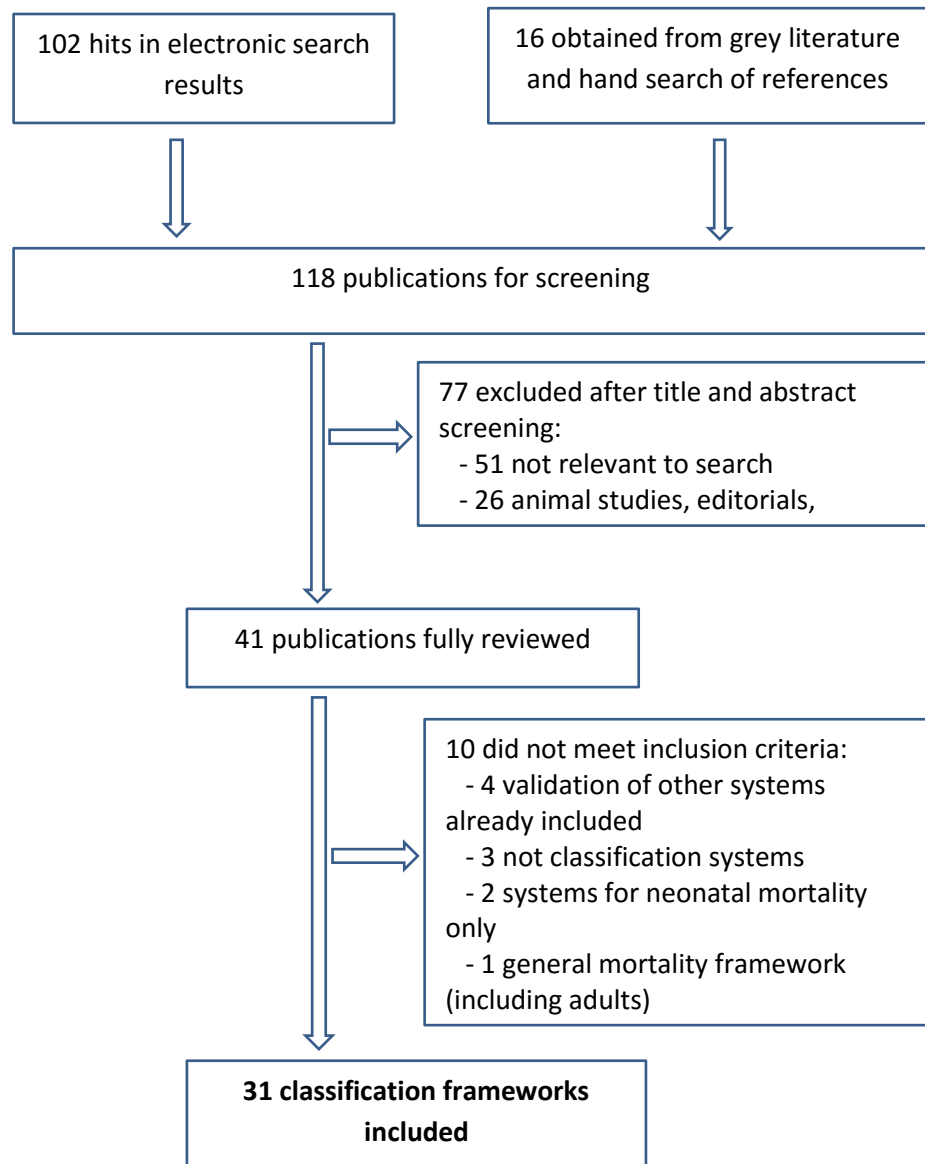 102 hits in electronic search
results
16 obtained from grey literature
and hand search of references
118 publications for screening
77 excluded after title and abstract
screening:
- 51 not relevant to search
- 26 animal studies, editorials,
41 publications fully reviewed
10 did not meet inclusion criteria:
- 4 validation of other systems
already included
- 3 not classification systems
- 2 systems for neonatal mortality
only
- 1 general mortality framework
(including adults)
31 classification frameworks
included